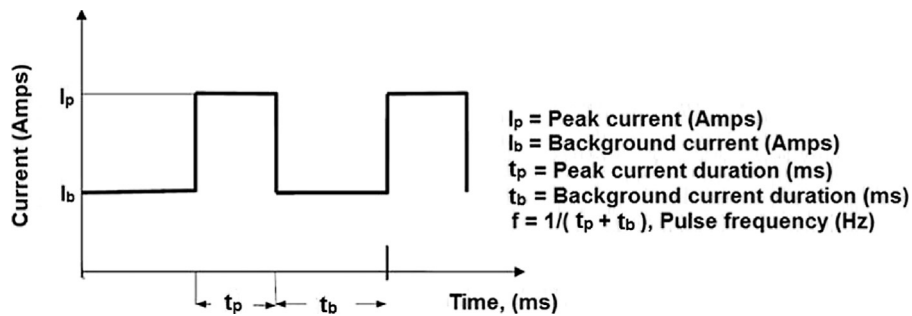 Current (Amps)
Ip
Ib
tp
tb
Time, (ms)
Ip = Peak current (Amps)
Ib = Background current (Amps)
tp = Peak current duration (ms)
tb = Background current duration (ms)
f = 1/( tp + tb ), Pulse frequency (Hz)